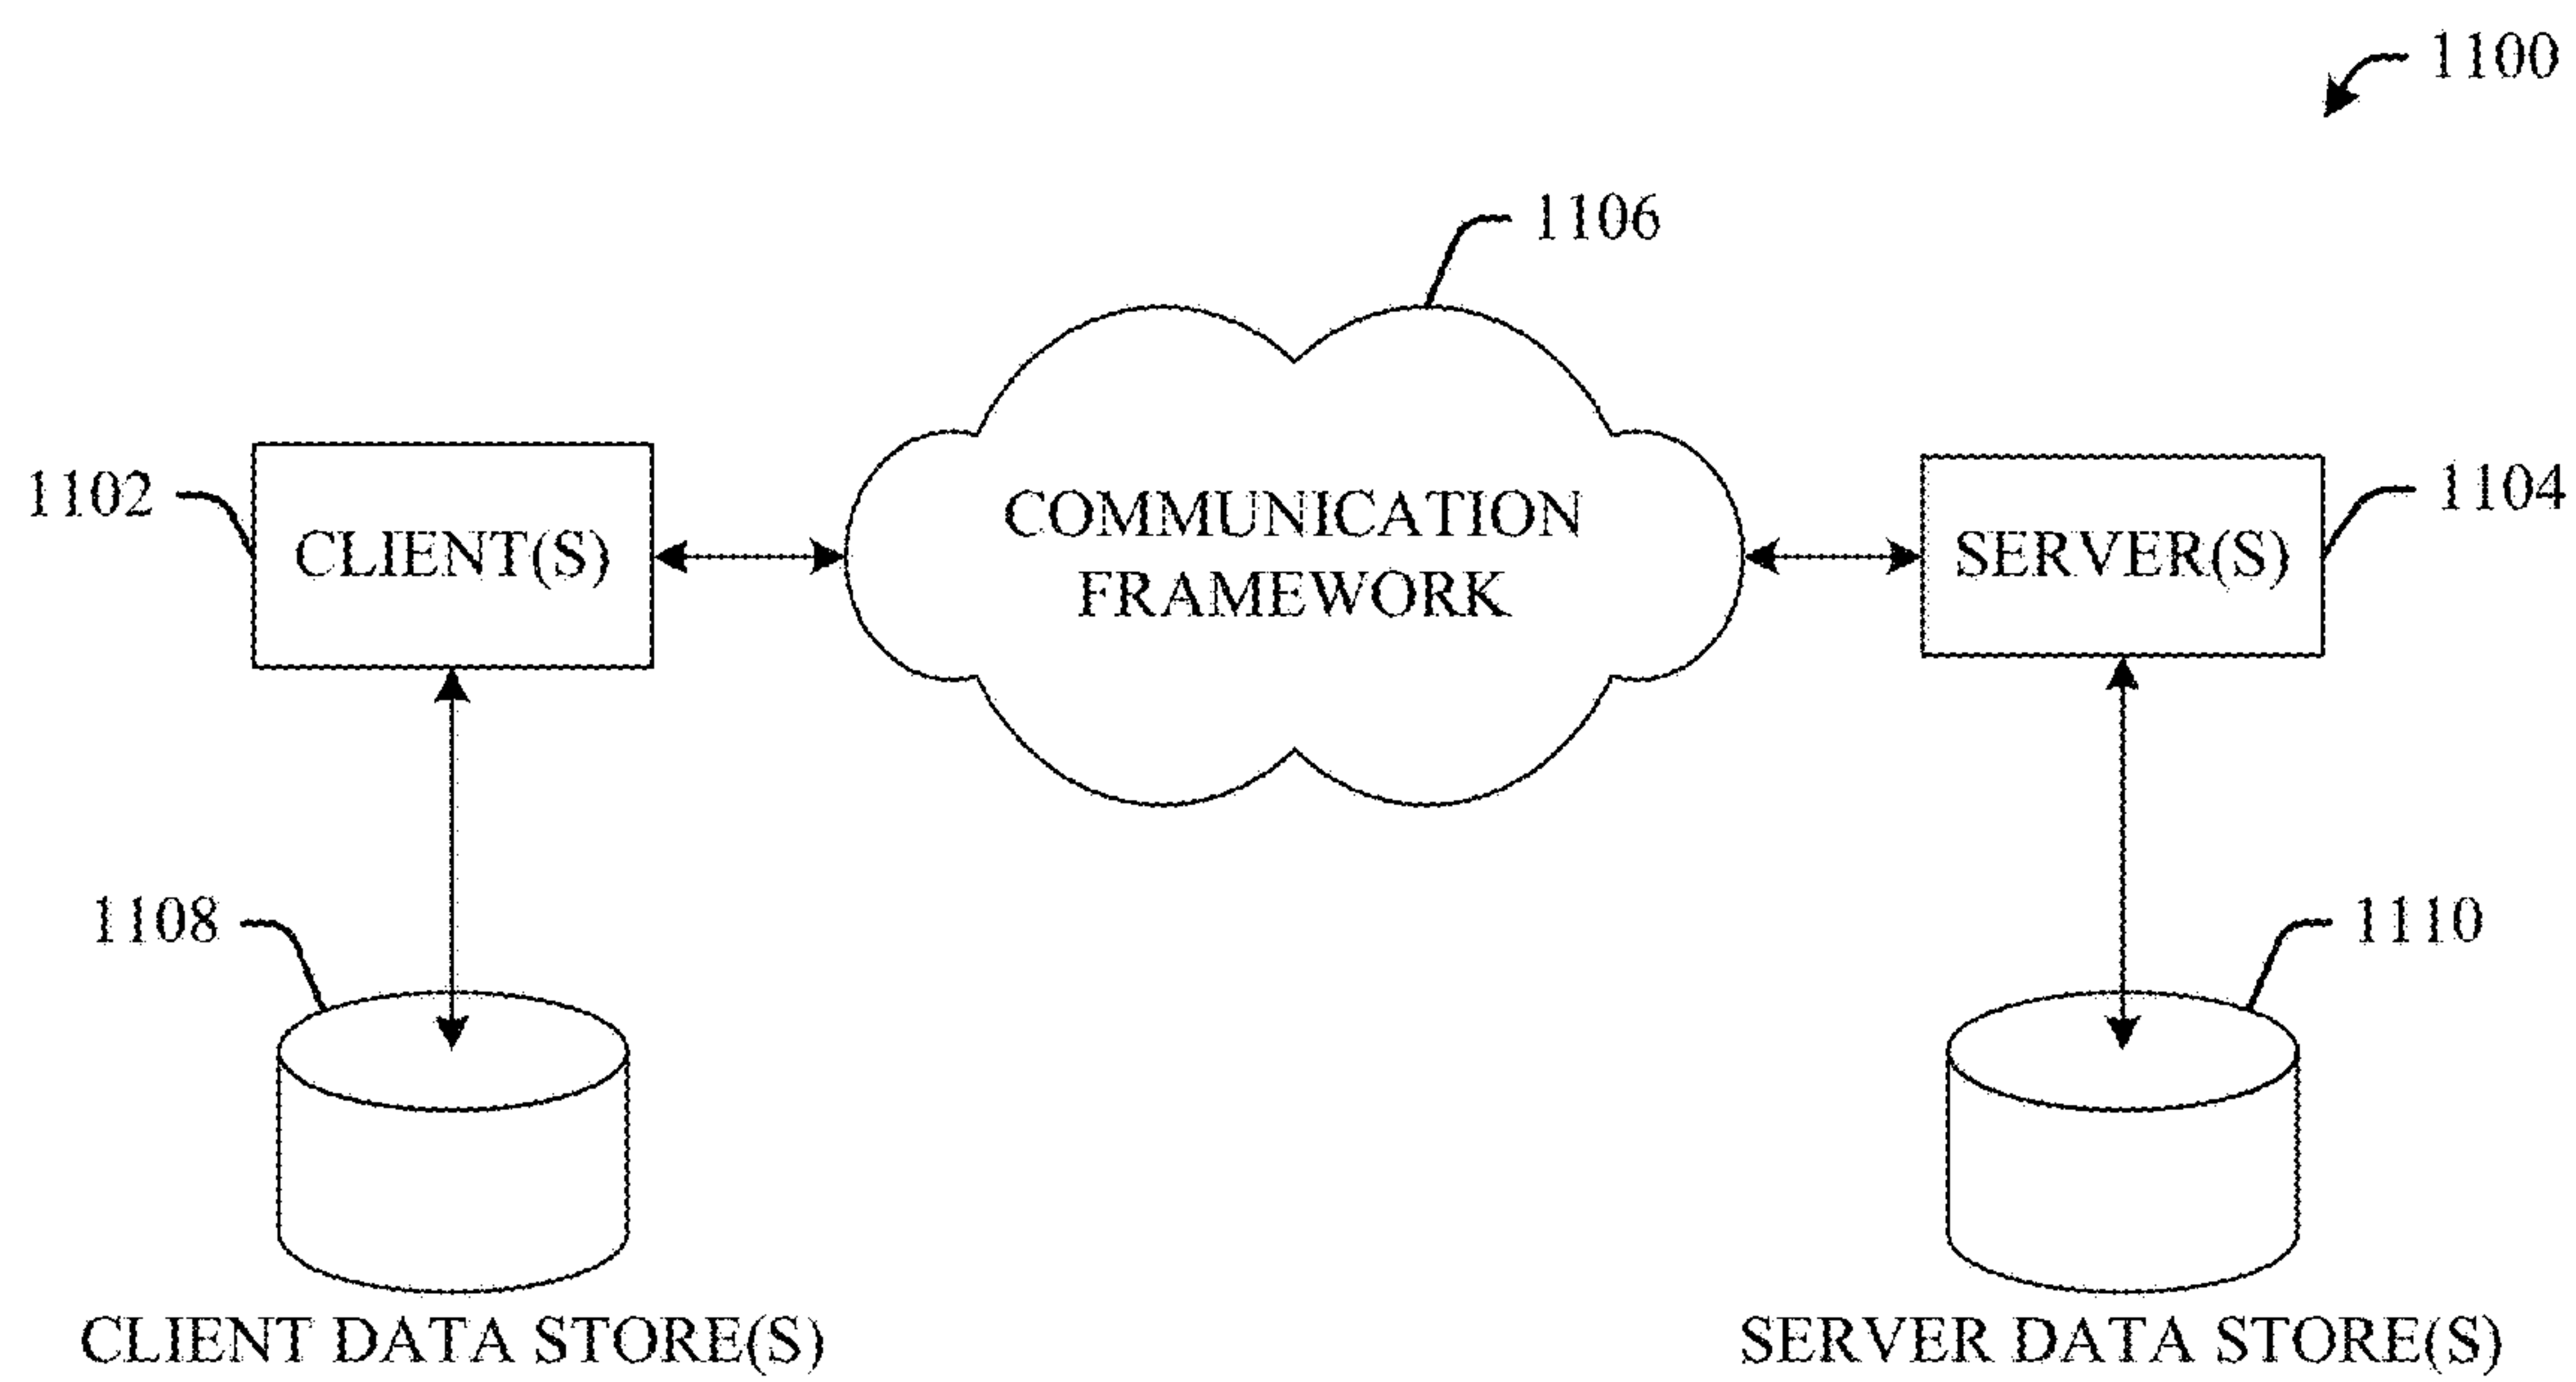 1100
1106
1102
CLIENT(S)
COMMUNICATION
FRAMEWORK
SERVER(S)
1104
1108
1110
CLIENT DATA STORE(S)
SERVER DATA STORE(S)